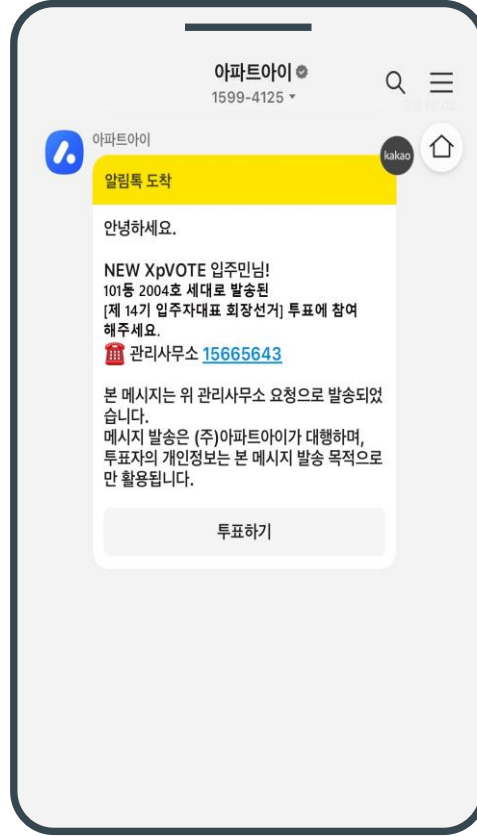 아파트아이
1599-4125
아파트아이
kakao
알림톡 도착
안녕하세요.
NEW XpVOTE 입주민님!
101동 2004호 세대로 발송된
[제 14기 입주자대표 회장선거] 투표에 참여
해주세요.
☎ 관리사무소 15665643
본 메시지는 위 관리사무소 요청으로 발송되었
습니다.
메시지 발송은 (주)아파트아이가 대행하며,
투표자의 개인정보는 본 메시지 발송 목적으로
만 활용됩니다.
투표하기